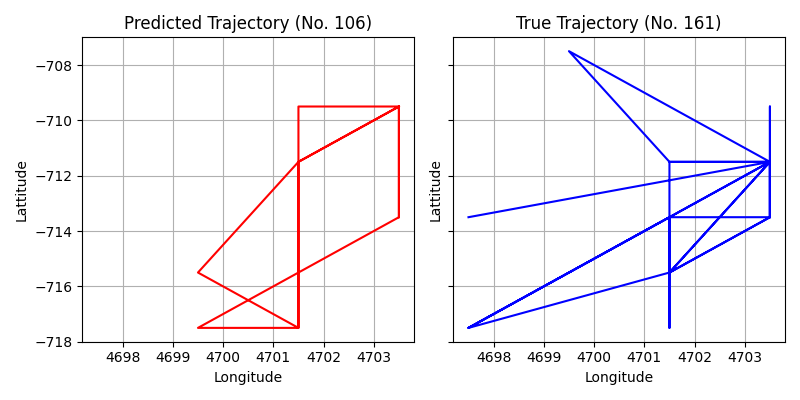 Predicted Trajectory (No. 106)
True Trajectory (No. 161)
−708
−710
−712
−714
−716
−718
Lattitude
Lattitude
4698 4699 4700 4701 4702 4703
4698 4699 4700 4701 4702 4703
Longitude
Longitude